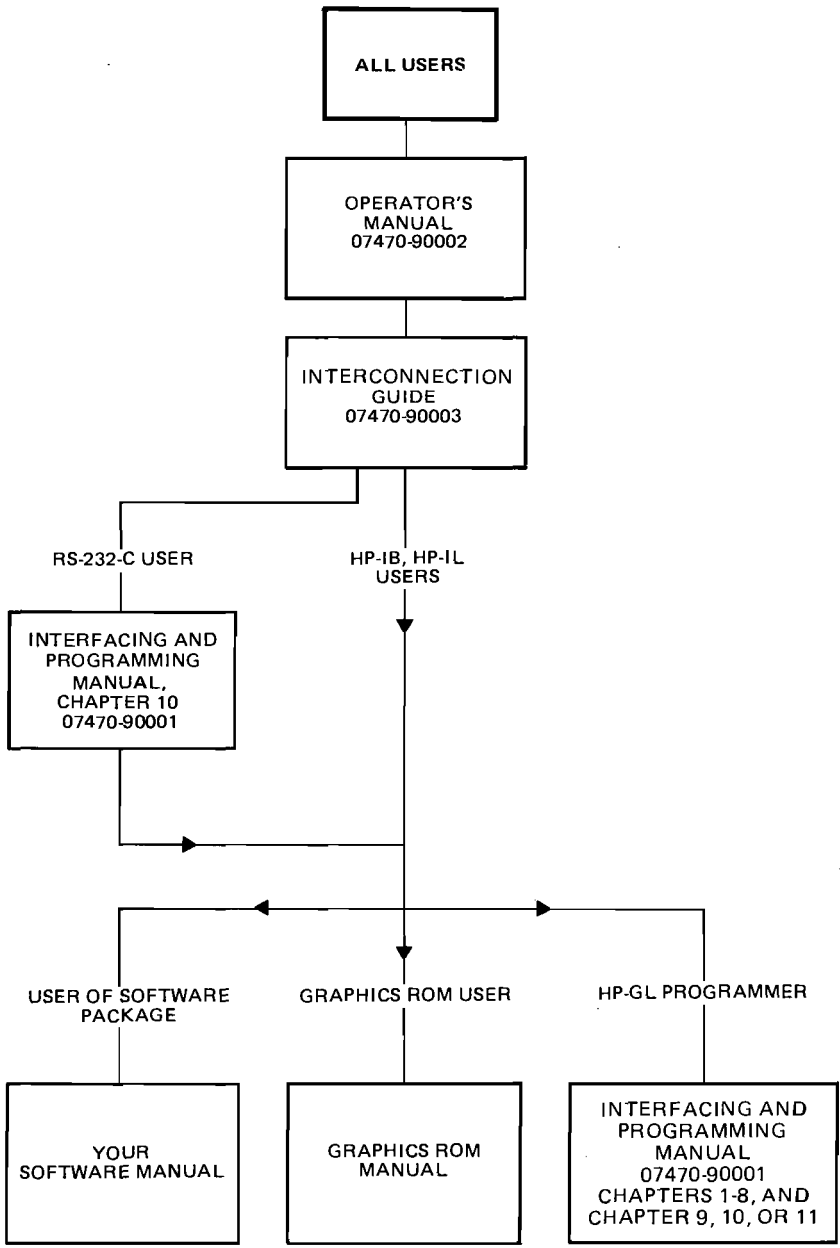 ALL USERS
OPERATOR'S
MANUAL
07470-90002
INTERCONNECTION
GUIDE
07470-90003
RS-232-C USER
HP-IB, HP-IL
USERS
INTERFACING AND
PROGRAMMING
MANUAL,
CHAPTER 10
07470-90001
USER OF SOFTWARE
PACKAGE
GRAPHICS ROM USER
HP-GL PROGRAMMER
YOUR
SOFTWARE MANUAL
GRAPHICS ROM
MANUAL
INTERFACING AND
PROGRAMMING
MANUAL
07470-90001
CHAPTERS 1-8, AND
CHAPTER 9, 10, OR 11